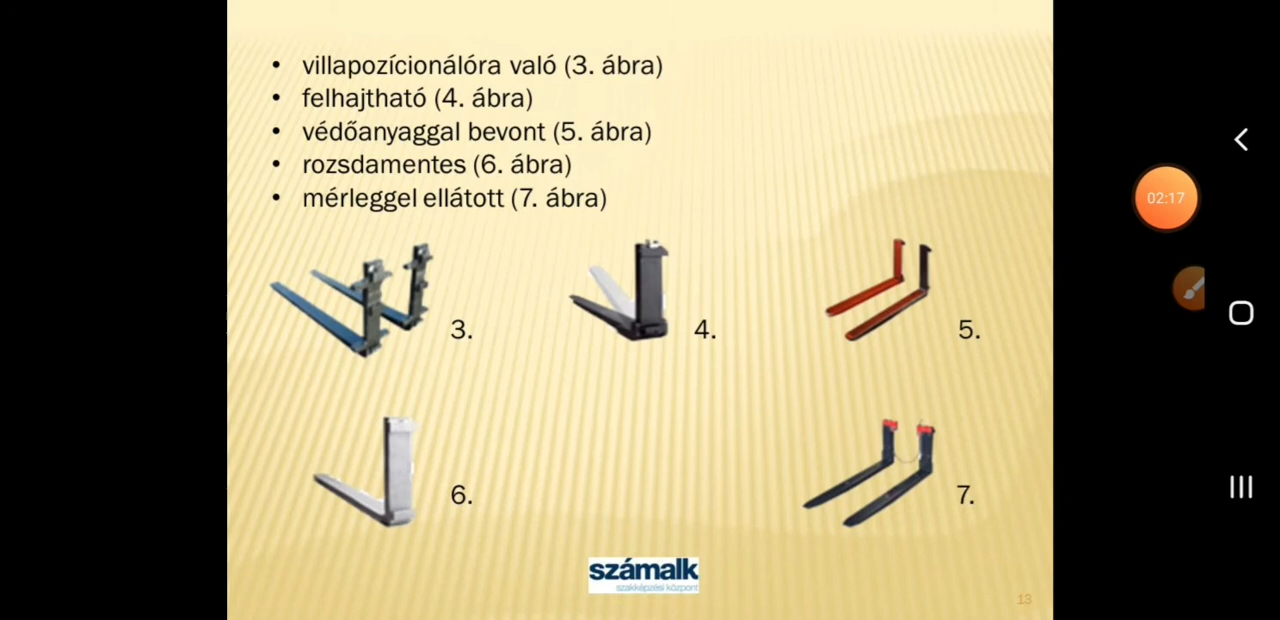 • villapozícionálóra való (3. ábra)
• felhajtható (4. ábra)
• védőanyaggal bevont (5. ábra)
• rozsdamentes (6. ábra)
• mérleggel ellátott (7. ábra)
02:17
3.
4.
5.
6.
7.
számalk
szakképzési központ
13